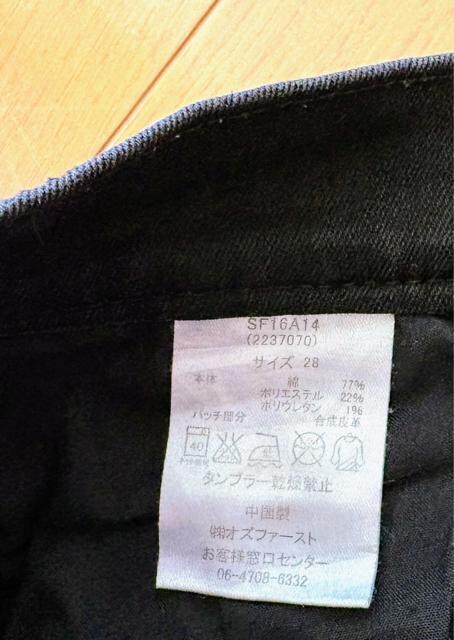 SF16A14
(2237070)
サイズ 28
本体 綿 77%
ポリエステル 22%
ポリウレタン 1%
パッチ部分 合成皮革
40
タンブラー乾燥禁止
中国製
㈱オズファースト
お客様窓口センター
06-4708-6332